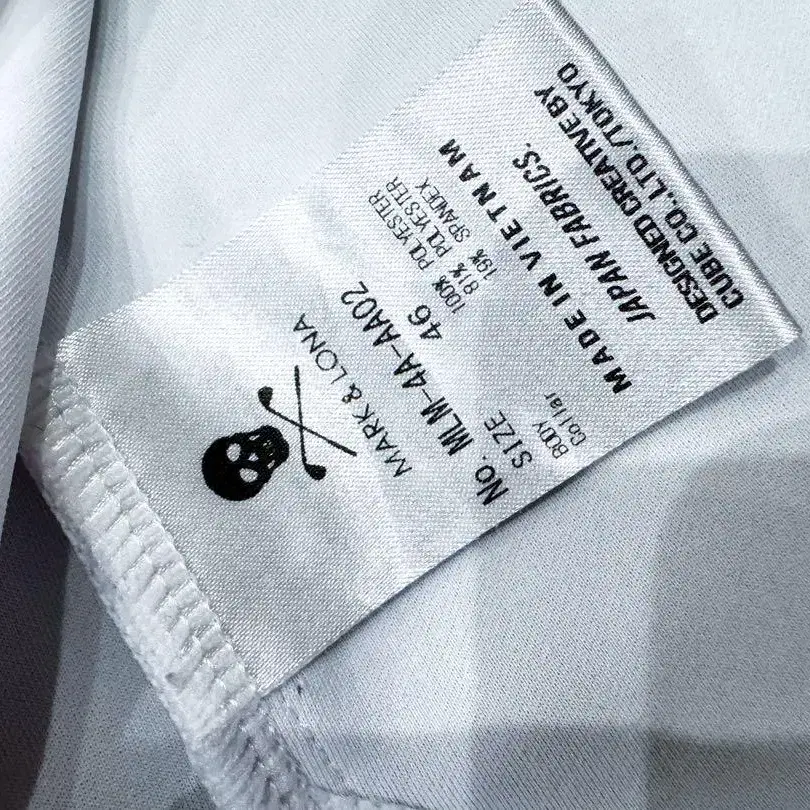 MARK & LONA
No. MLM-4A-AA02
SIZE 46
BODY 100% POLYESTER
Collar 81% POLYESTER
19% SPANDEX
MADE IN VIETNAM
JAPAN FABRICS.
DESIGNED CREATIVE BY
CUBE CO.LTD./TOKYO